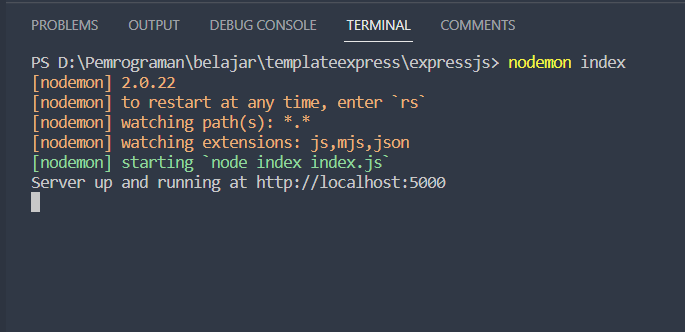 PROBLEMS OUTPUT DEBUG CONSOLE TERMINAL COMMENTS
PS D:\Pemrograman\belajar\templateexpress\expressjs> nodemon index
[nodemon] 2.0.22
[nodemon] to restart at any time, enter `rs`
[nodemon] watching path(s): *.*
[nodemon] watching extensions: js,mjs,json
[nodemon] starting `node index index.js`
Server up and running at http://localhost:5000